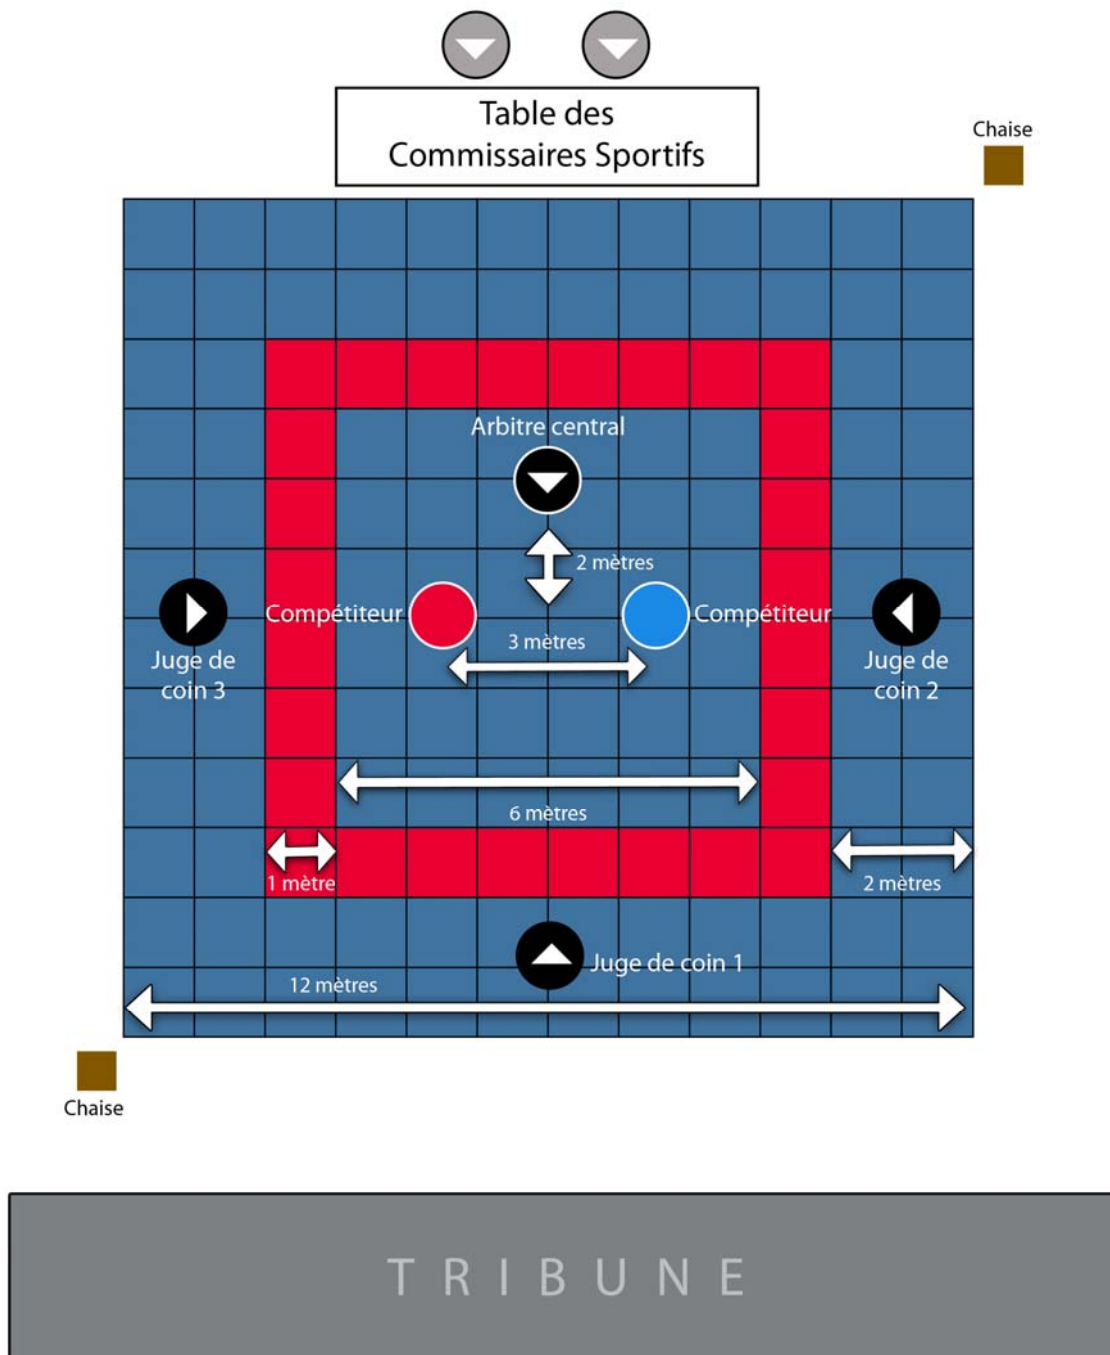 Table des
Commissaires Sportifs
Chaise
Arbitre central
2 mètres
Compétiteur
Compétiteur
3 mètres
Juge de
coin 3
Juge de
coin 2
6 mètres
1 mètre
2 mètres
Juge de coin 1
12 mètres
Chaise
TRIBUNE